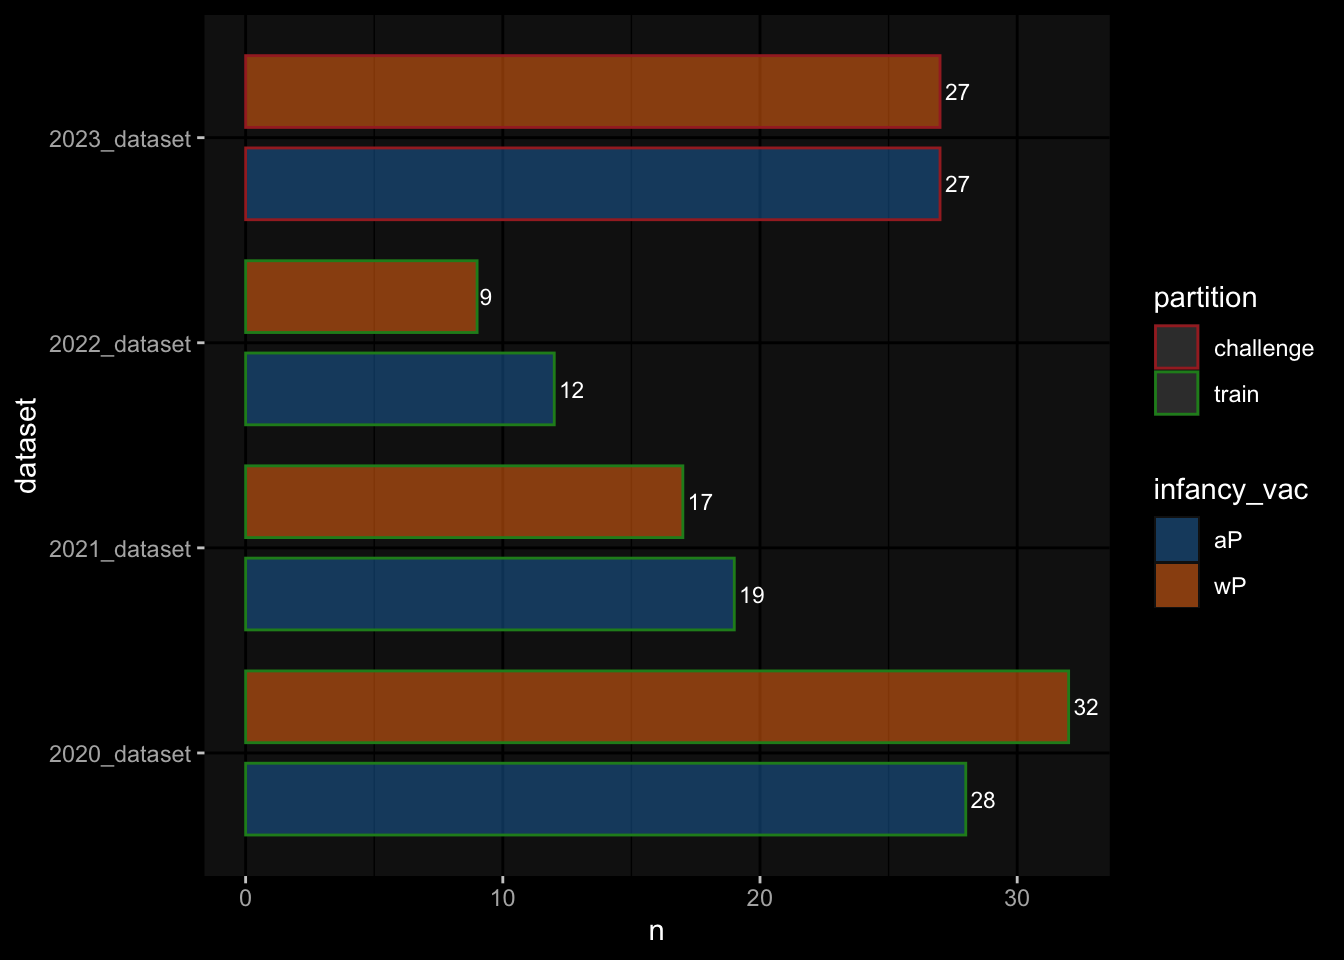 27
2023_dataset
27
9
2022_dataset
12
17
2021_dataset
19
32
2020_dataset
28
0 10 20 30
n
dataset
partition
challenge
train
infancy_vac
aP
wP